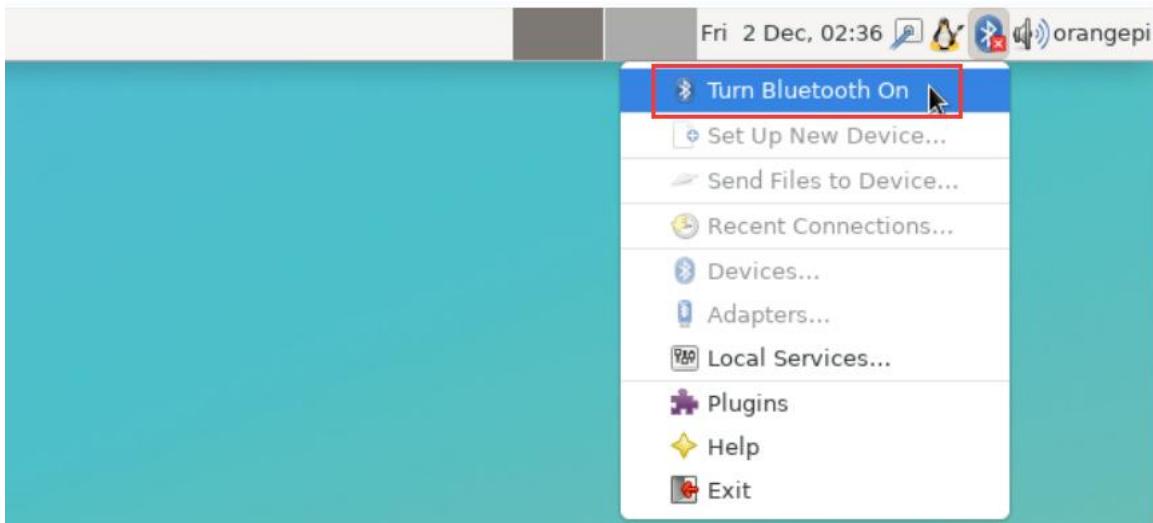 Fri 2 Dec, 02:36 orangepi
Turn Bluetooth On
Set Up New Device...
Send Files to Device...
Recent Connections...
Devices...
Adapters...
Local Services...
Plugins
Help
Exit